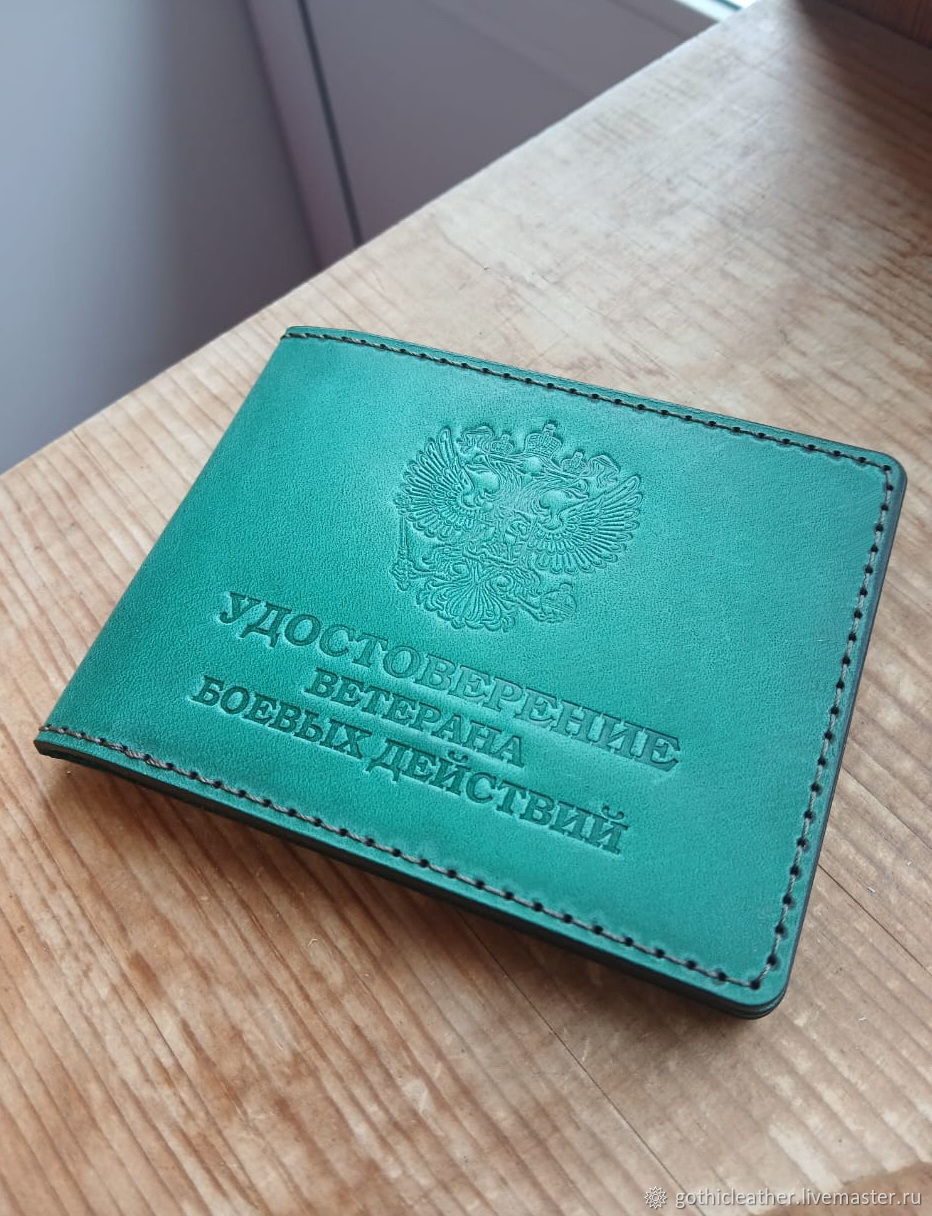 УДОСТОВЕРЕНИЕ
ВЕТЕРАНА
БОЕВЫХ ДЕЙСТВИЙ
gothicleather.livemaster.ru